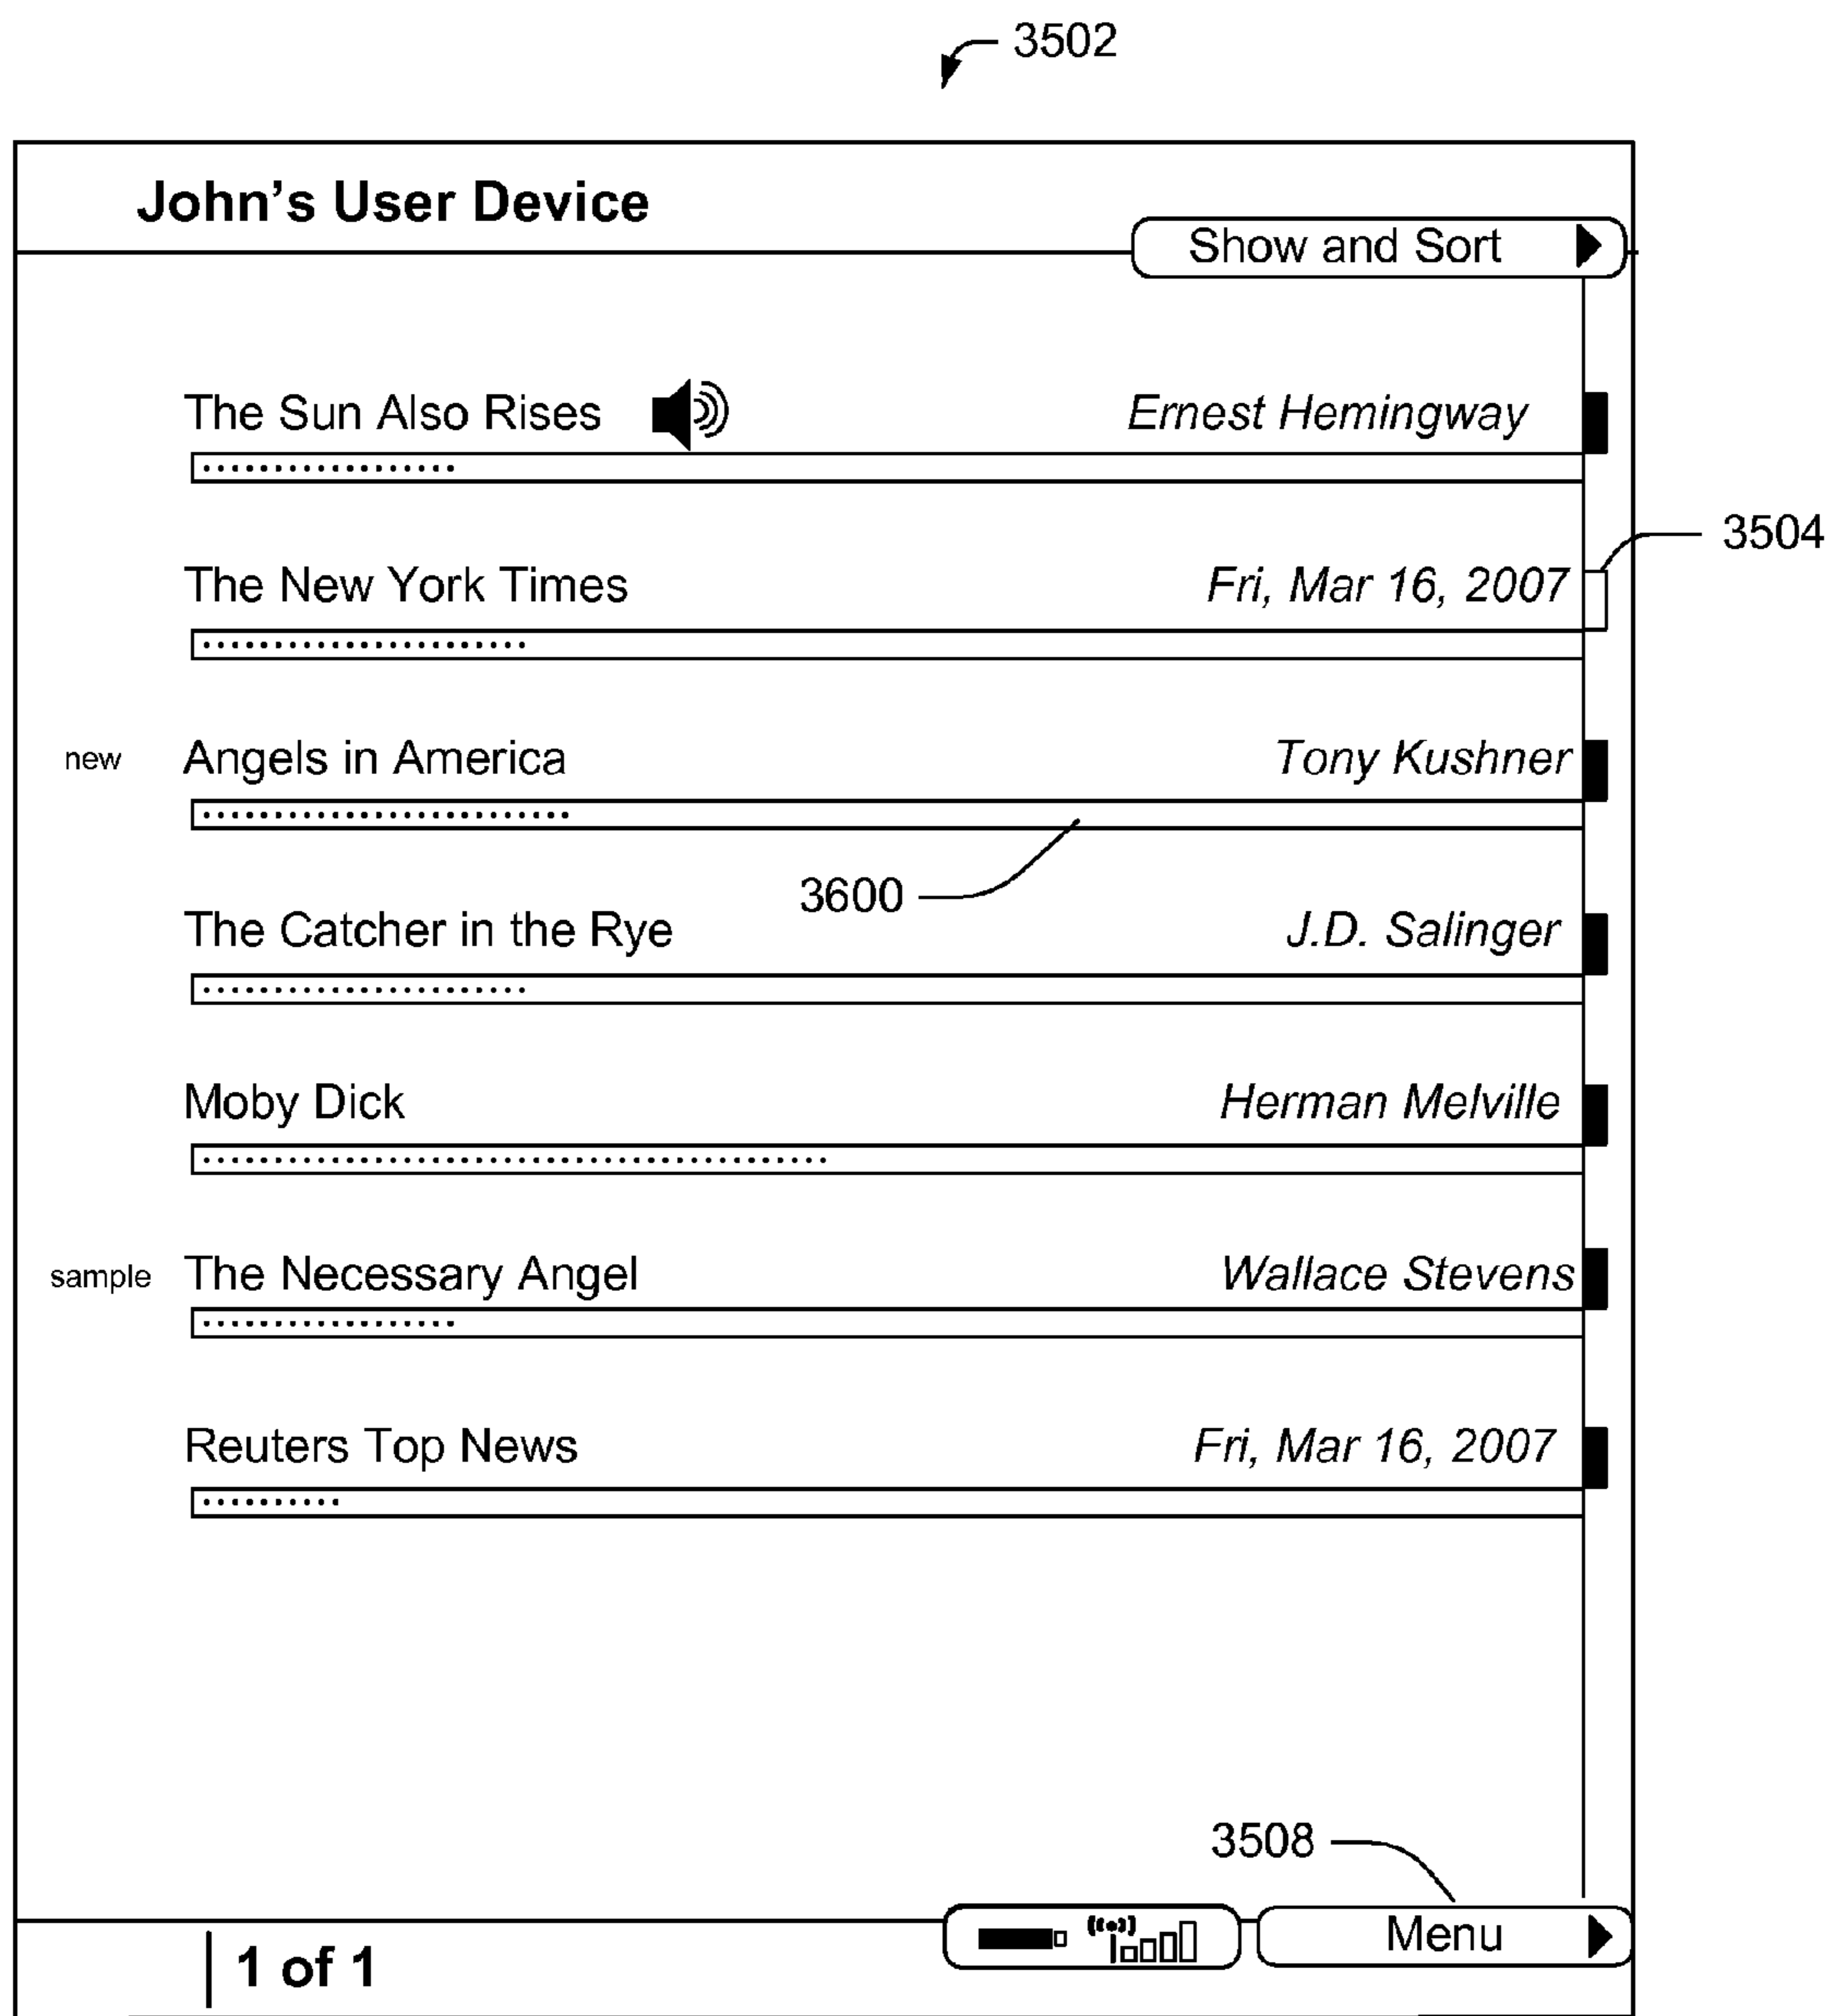 3502
John's User Device
Show and Sort
The Sun Also Rises Ernest Hemingway
3504
The New York Times Fri, Mar 16, 2007
new Angels in America Tony Kushner
3600
The Catcher in the Rye J.D. Salinger
Moby Dick Herman Melville
sample The Necessary Angel Wallace Stevens
Reuters Top News Fri, Mar 16, 2007
3508
Menu
1 of 1